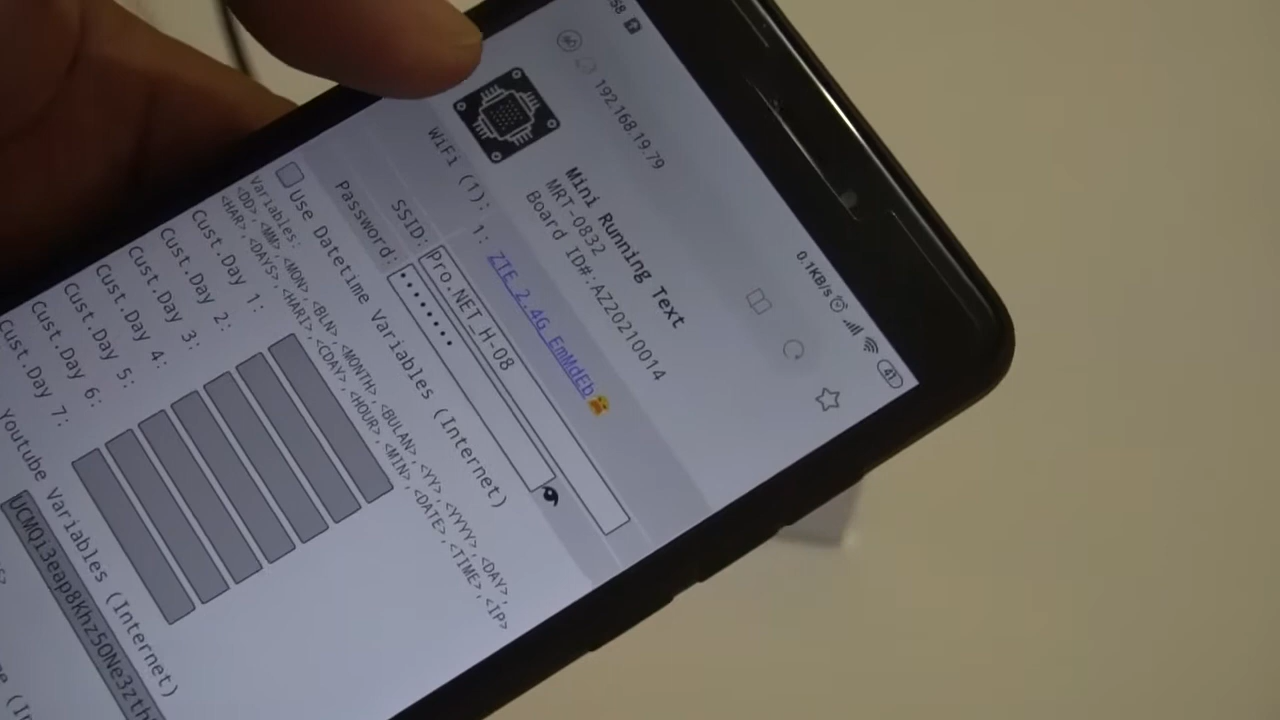 58
0.1KB/s
41
192.168.19.79
Mini Running Text
MRT-0832
Board ID#:AZ20210014
WiFi (1): 1: ZTE_2.4G_EmMdEb
SSID: Pro.NET_H-08
Password: ••••••••
Use Datetime Variables (Internet)
Variables:
<DD>,<MM>,<MON>,<BLN>,<MONTH>,<BULAN>,<YY>,<YYYY>,<DAY>,
<HAR>,<DAYS>,<HARI>,<CDAY>,<HOUR>,<MIN>,<DATE>,<TIME>,<IP>
Cust.Day 1:
Cust.Day 2:
Cust.Day 3:
Cust.Day 4:
Cust.Day 5:
Cust.Day 6:
Cust.Day 7:
Youtube Variables (Internet)